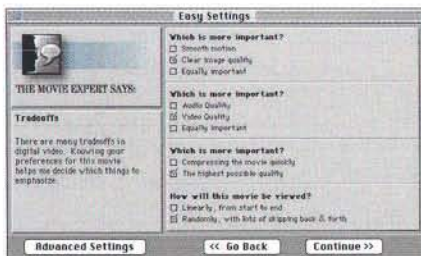 Easy Settings
THE MOVIE EXPERT SAYS:
Tradeoffs
There are many tradeoffs in
digital video. Knowing your
preferences for this movie
helps me decide which things to
emphasize.
Which is more important?
Smooth motion
Clear image quality
Equally important
Which is more important?
Audio Quality
Video Quality
Equally important
Which is more important?
Compressing the movie quickly
The highest possible quality
How will this movie be viewed?
Linearly, from start to end
Randomly, with lots of skipping back & forth
Advanced Settings
<< Go Back
Continue >>